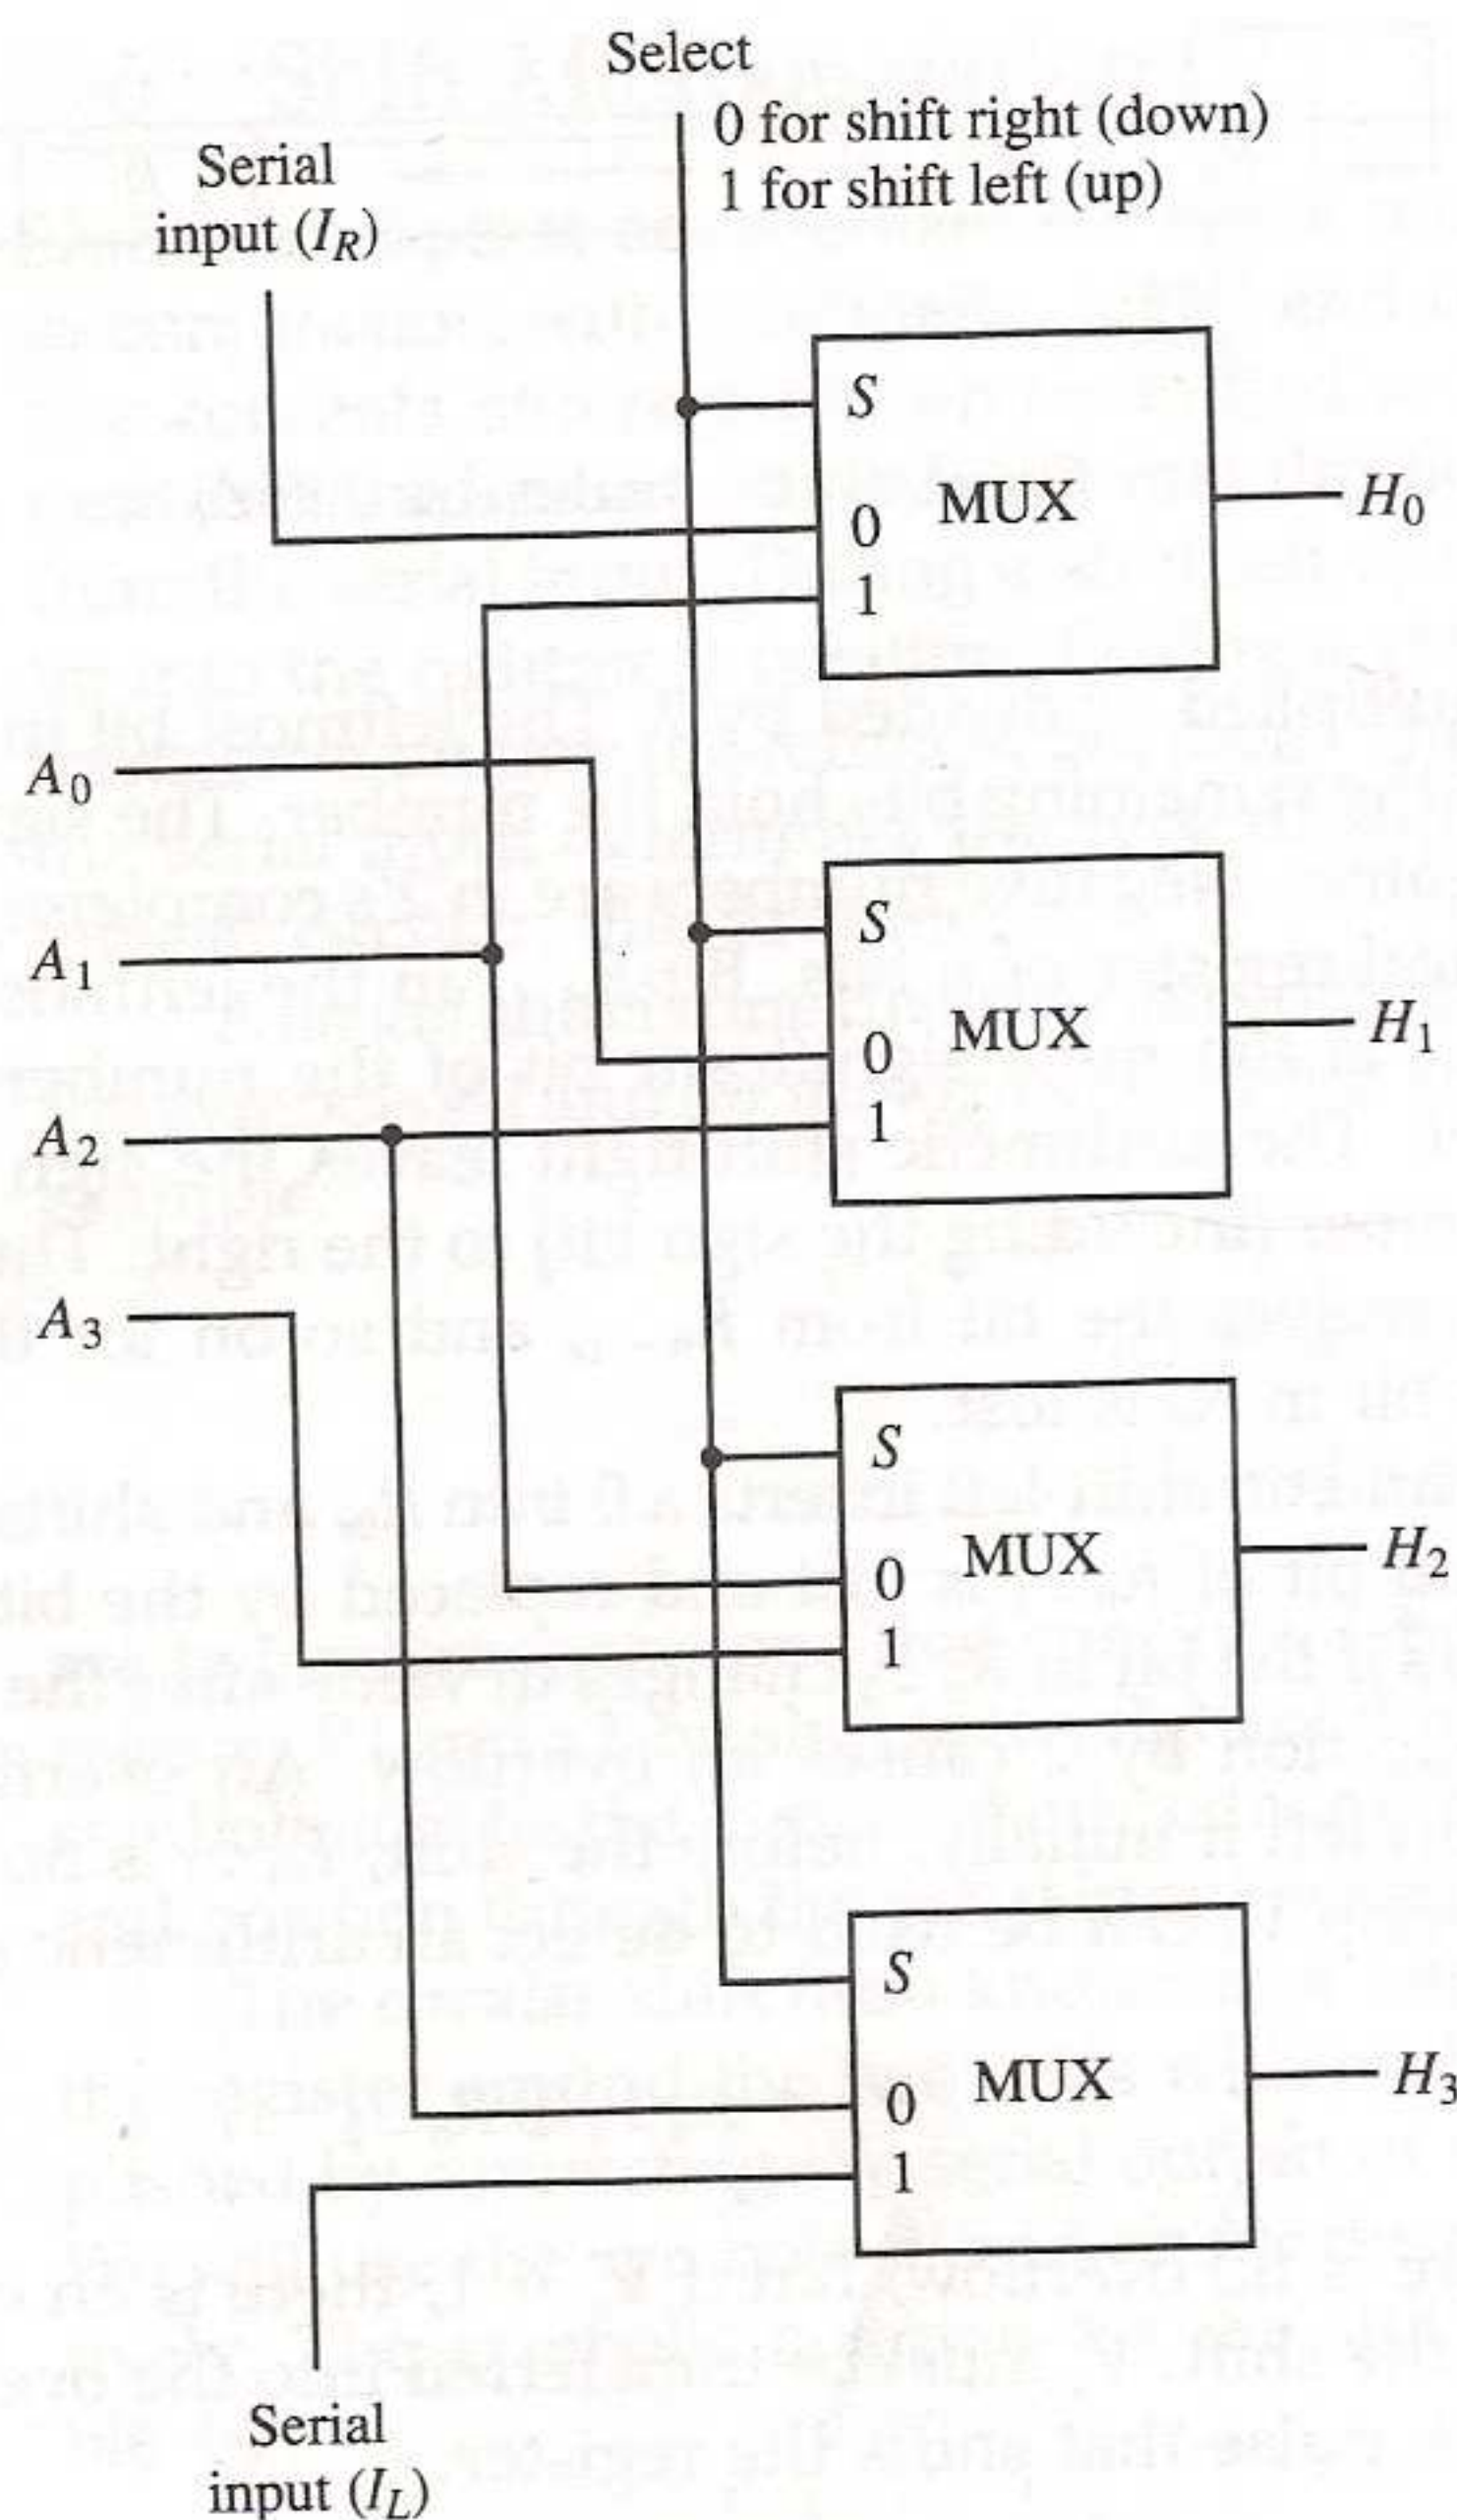 Select
0 for shift right (down)
1 for shift left (up)
Serial
input (I_R)
S
0
1
MUX
H_0
A_0
A_1
A_2
A_3
S
0
1
MUX
H_1
S
0
1
MUX
H_2
S
0
1
MUX
H_3
Serial
input (I_L)